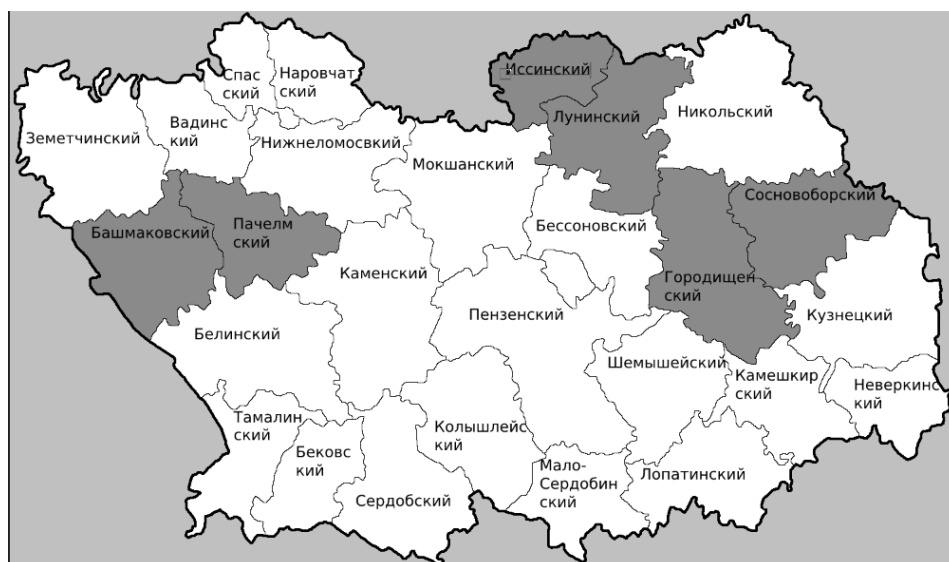 Спас
ский
Наровчат
ский
Иссинский
Земетчинский
Вадинс
кий
Нижнеломосвкий
Лунинский
Никольский
Мокшанский
Сосновоборский
Башмаковский
Пачелм
ский
Бессоновский
Каменский
Городищен
ский
Белинский
Пензенский
Кузнецкий
Шемышейский
Камешкир
ский
Неверкинс
кий
Тамалин
ский
Бековс
кий
Колышлейс
кий
Мало-
Сердобин
ский
Лопатинский
Сердобский